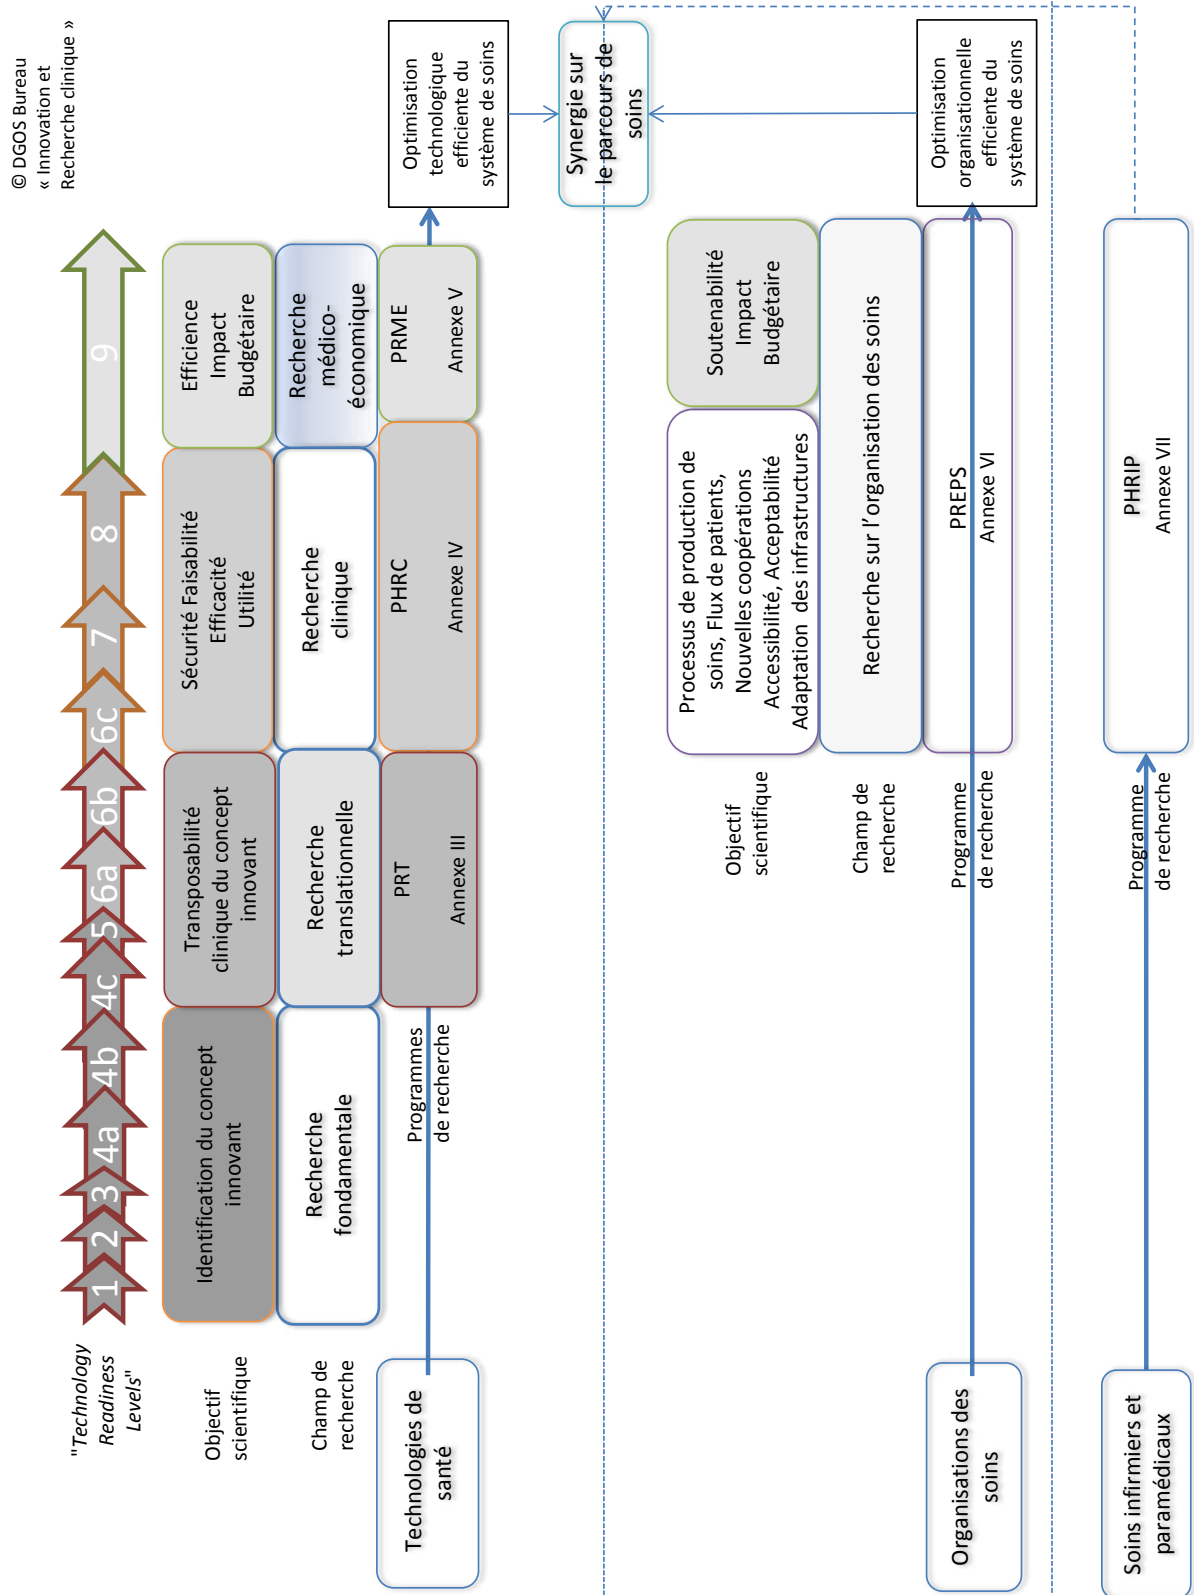 © DGOS Bureau
« Innovation et
Recherche clinique »
"Technology
Readiness
Levels"
1
2
3
4a
4b
4c
5
6a
6b
6c
7
8
9
Objectif
scientifique
Identification du concept
innovant
Transposabilité
clinique du concept
innovant
Sécurité Faisabilité
Efficacité
Utilité
Efficience
Impact
Budgétaire
Champ de
recherche
Recherche
fondamentale
Recherche
translationnelle
Recherche
clinique
Recherche
médico-
économique
Technologies de
santé
Programmes
de recherche
PRT
Annexe III
PHRC
Annexe IV
PRME
Annexe V
Optimisation
technologique
efficiente du
système de soins
Synergie sur
le parcours de
soins
Objectif
scientifique
Processus de production de
soins, Flux de patients,
Nouvelles coopérations
Accessibilité, Acceptabilité
Adaptation des infrastructures
Soutenabilité
Impact
Budgétaire
Champ de
recherche
Recherche sur l'organisation des soins
Organisations des
soins
Programme
de recherche
PREPS
Annexe VI
Optimisation
organisationnelle
efficiente du
système de soins
Soins infirmiers et
paramédicaux
Programme
de recherche
PHRIP
Annexe VII